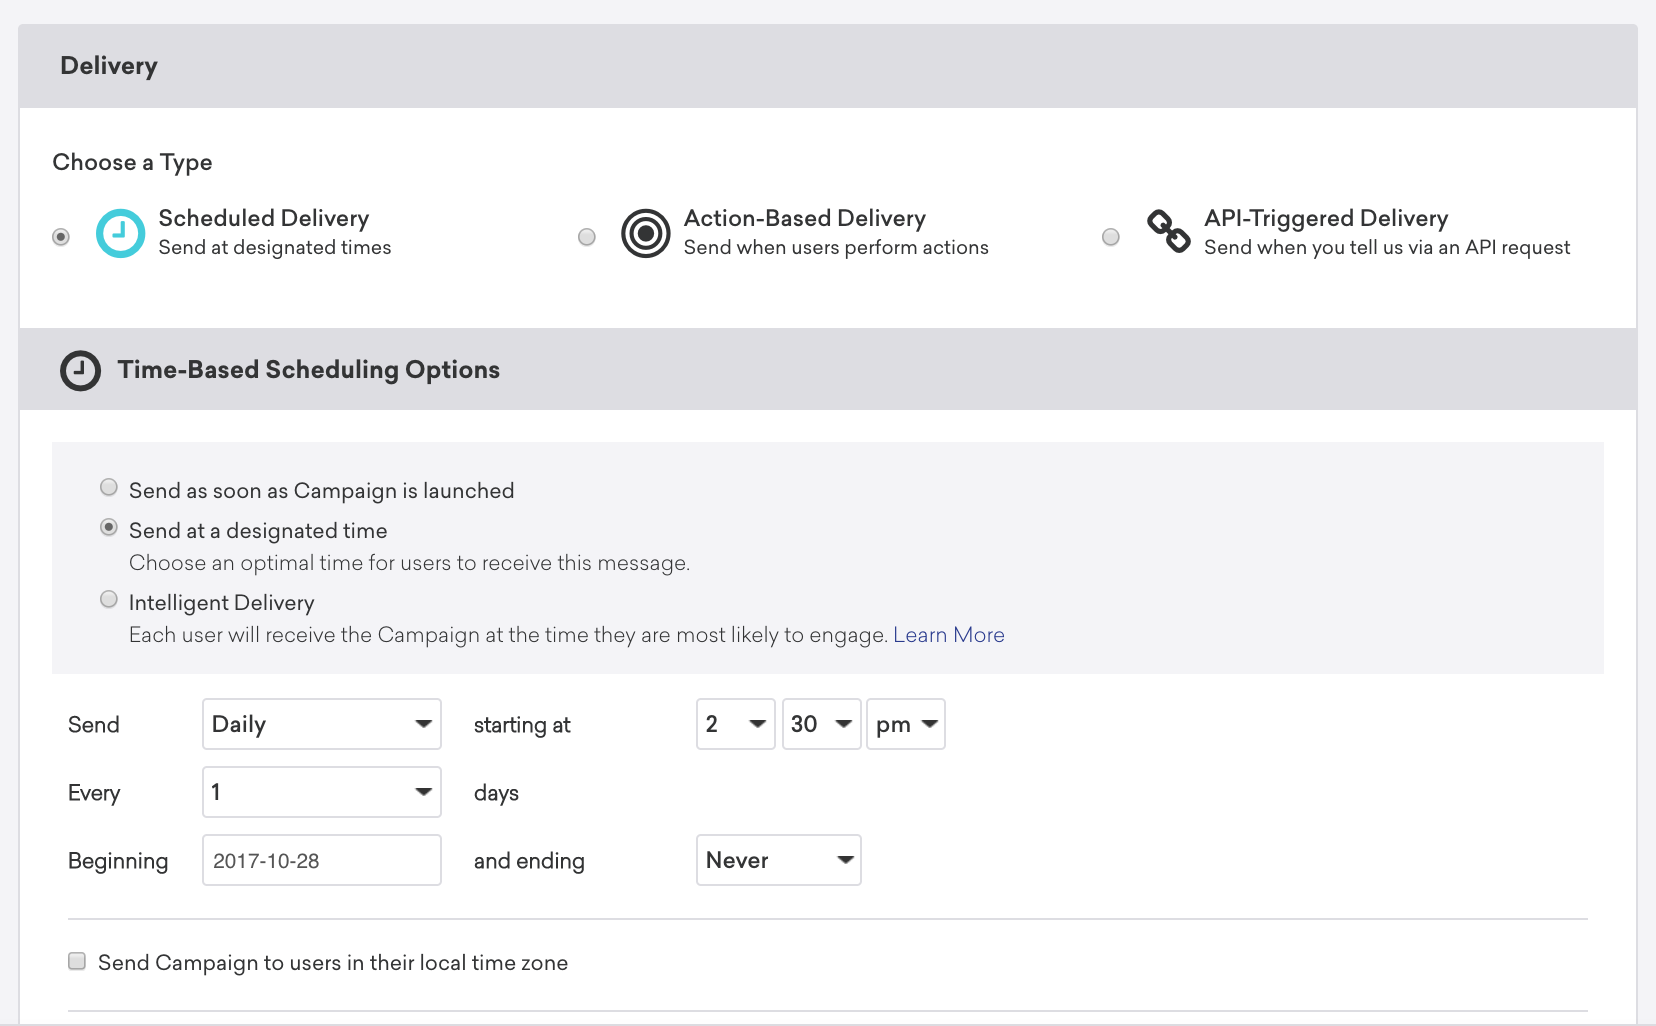 Delivery
Choose a Type
Scheduled Delivery
Send at designated times
Action-Based Delivery
Send when users perform actions
API-Triggered Delivery
Send when you tell us via an API request
Time-Based Scheduling Options
Send as soon as Campaign is launched
Send at a designated time
Choose an optimal time for users to receive this message.
Intelligent Delivery
Each user will receive the Campaign at the time they are most likely to engage. Learn More
Send Daily starting at 2 30 pm
Every 1 days
Beginning 2017-10-28 and ending Never
Send Campaign to users in their local time zone